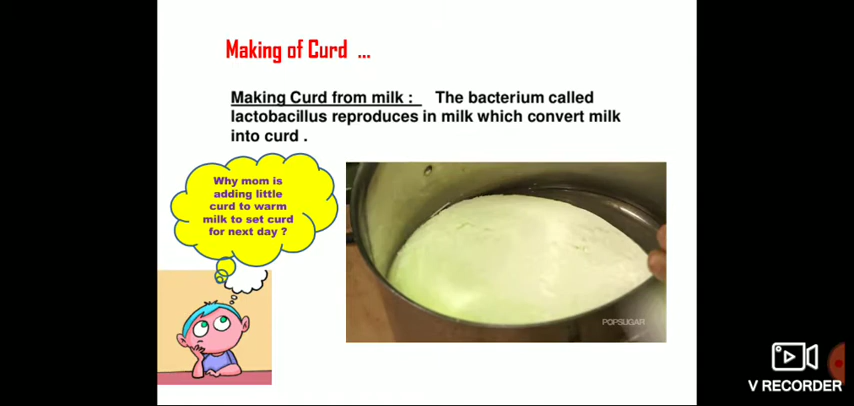 Making of Curd ...
Making Curd from milk : The bacterium called
lactobacillus reproduces in milk which convert milk
into curd .
Why mom is
adding little
curd to warm
milk to set curd
for next day ?
POPSUGAR
V RECORDER